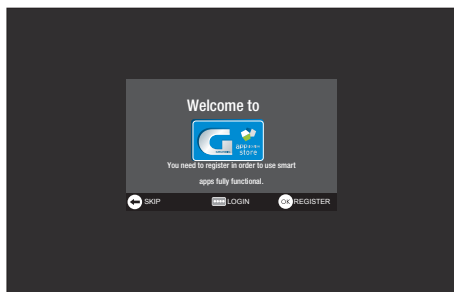 Welcome to
G
store
You need to register in order to use smart
apps fully functional.
SKIP
LOGIN
OK REGISTER